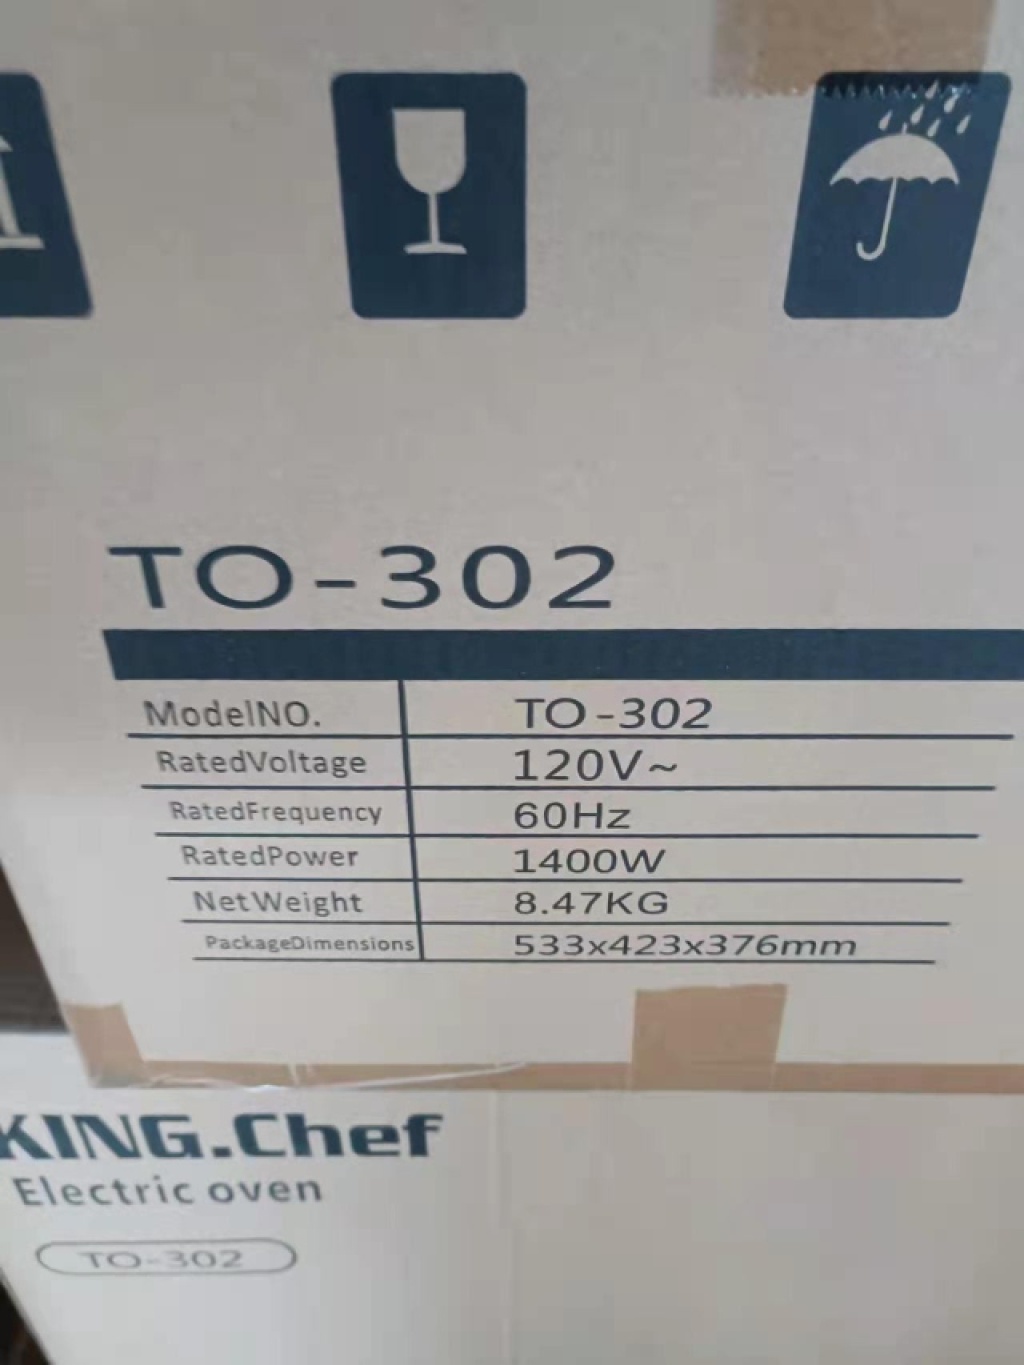 TO-302
ModelNO. TO-302
RatedVoltage 120V~
RatedFrequency 60Hz
RatedPower 1400W
NetWeight 8.47KG
PackageDimensions 533x423x376mm
KING.Chef
Electric oven
TO-302